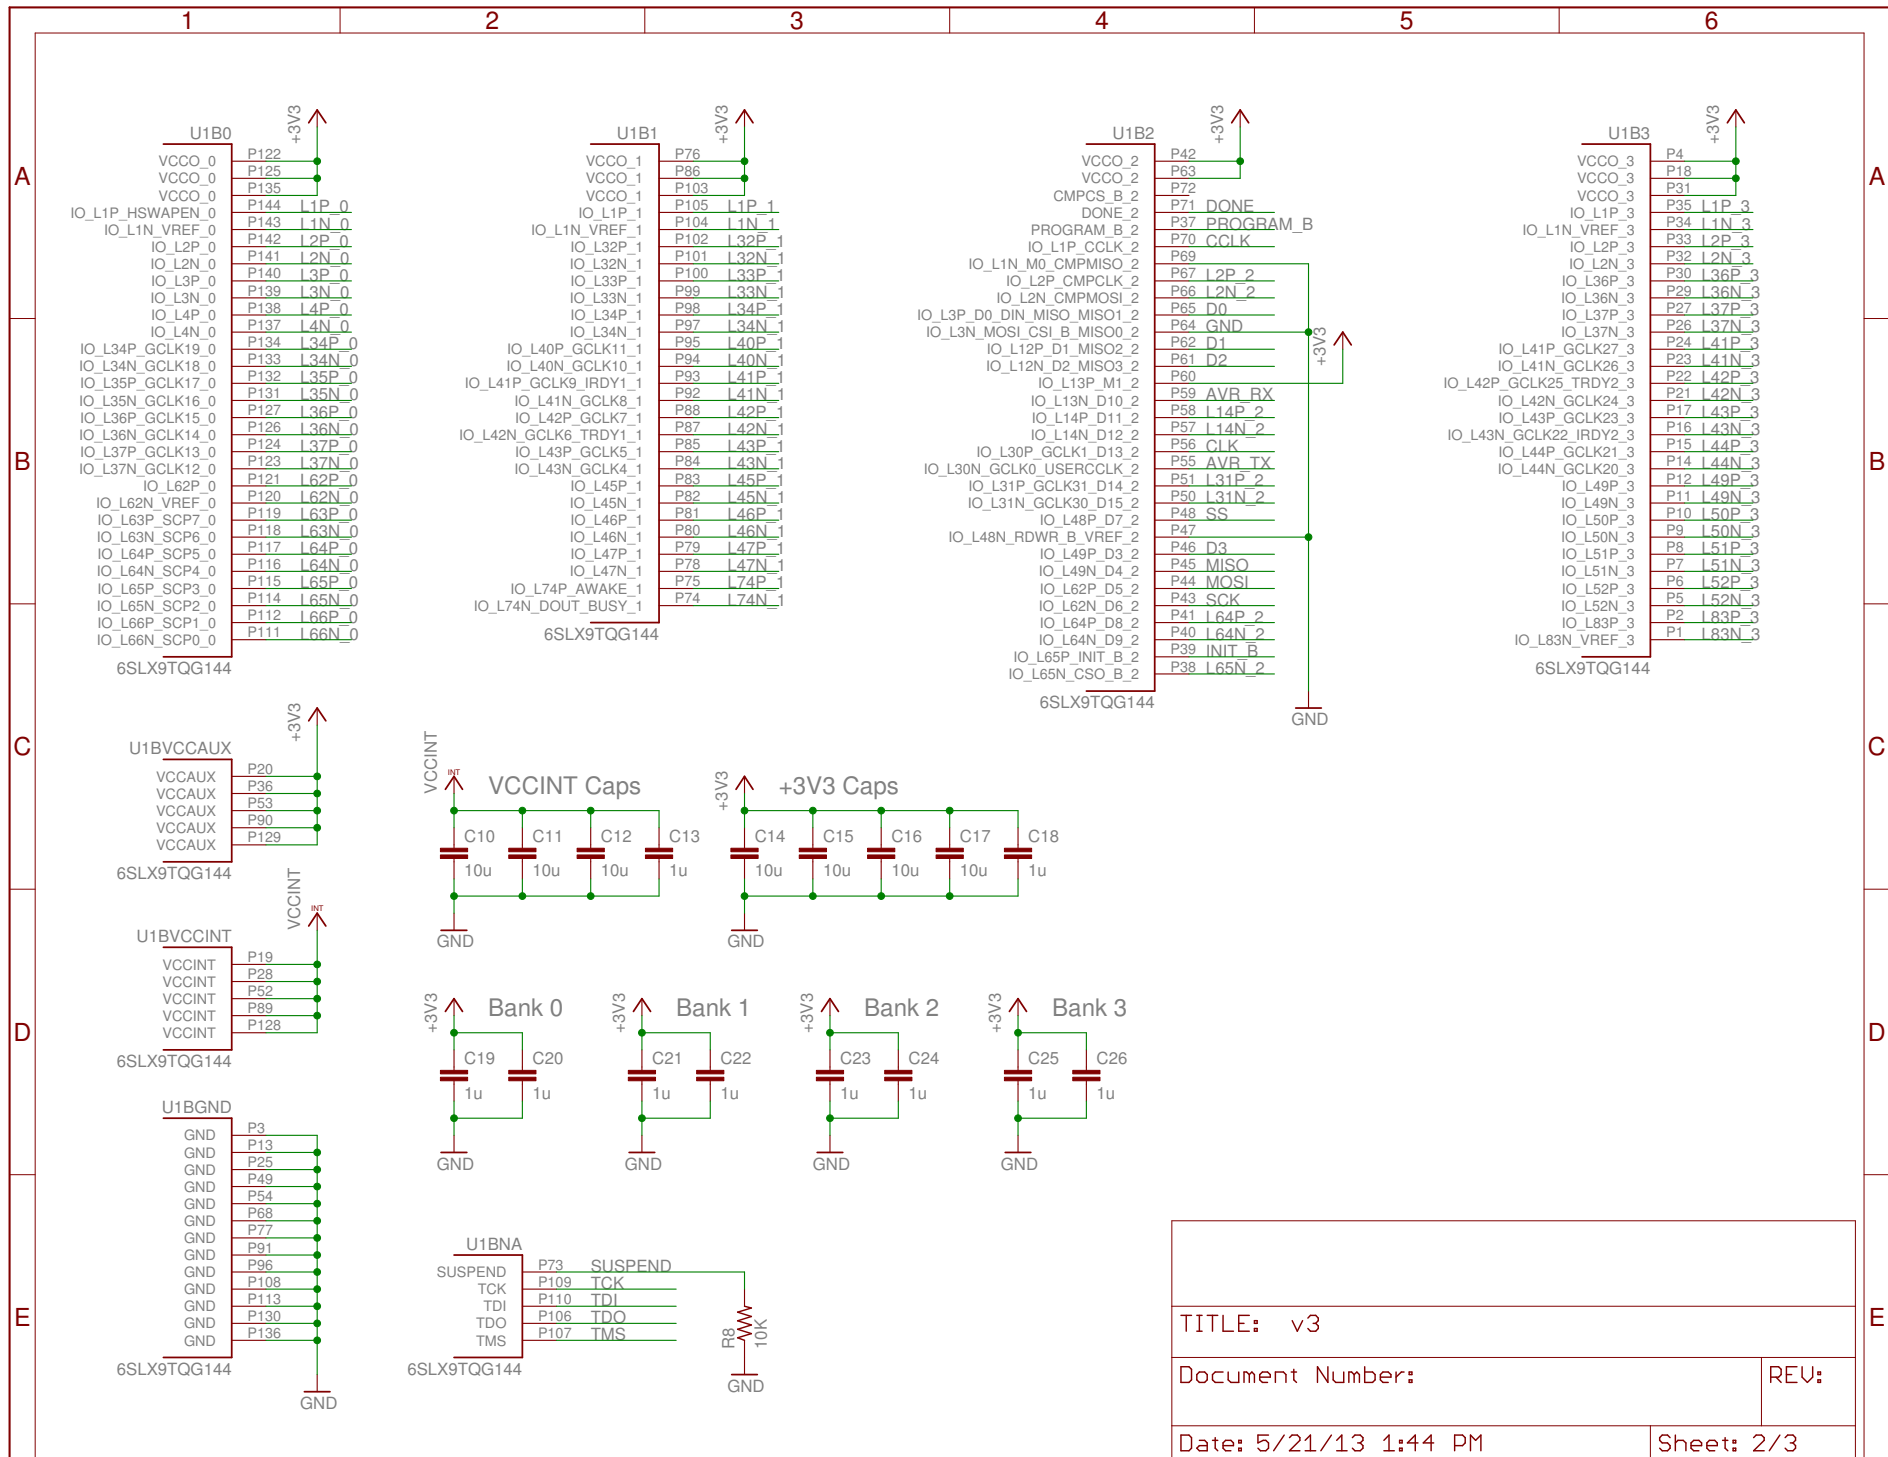 1 2 3 4 5 6
A A
B B
C C
D D
E E
U1B0
+3V3
VCCO_0 P122
VCCO_0 P125
VCCO_0 P135
IO_L1P_HSWAPEN_0 P144 L1P_0
IO_L1N_VREF_0 P143 L1N_0
IO_L2P_0 P142 L2P_0
IO_L2N_0 P141 L2N_0
IO_L3P_0 P140 L3P_0
IO_L3N_0 P139 L3N_0
IO_L4P_0 P138 L4P_0
IO_L4N_0 P137 L4N_0
IO_L34P_GCLK19_0 P134 L34P_0
IO_L34N_GCLK18_0 P133 L34N_0
IO_L35P_GCLK17_0 P132 L35P_0
IO_L35N_GCLK16_0 P131 L35N_0
IO_L36P_GCLK15_0 P127 L36P_0
IO_L36N_GCLK14_0 P126 L36N_0
IO_L37P_GCLK13_0 P124 L37P_0
IO_L37N_GCLK12_0 P123 L37N_0
IO_L62P_0 P121 L62P_0
IO_L62N_VREF_0 P120 L62N_0
IO_L63P_SCP7_0 P119 L63P_0
IO_L63N_SCP6_0 P118 L63N_0
IO_L64P_SCP5_0 P117 L64P_0
IO_L64N_SCP4_0 P116 L64N_0
IO_L65P_SCP3_0 P115 L65P_0
IO_L65N_SCP2_0 P114 L65N_0
IO_L66P_SCP1_0 P112 L66P_0
IO_L66N_SCP0_0 P111 L66N_0
6SLX9TQG144
U1B1
+3V3
VCCO_1 P76
VCCO_1 P86
VCCO_1 P103
IO_L1P_1 P105 L1P_1
IO_L1N_VREF_1 P104 L1N_1
IO_L32P_1 P102 L32P_1
IO_L32N_1 P101 L32N_1
IO_L33P_1 P100 L33P_1
IO_L33N_1 P99 L33N_1
IO_L34P_1 P98 L34P_1
IO_L34N_1 P97 L34N_1
IO_L40P_GCLK11_1 P95 L40P_1
IO_L40N_GCLK10_1 P94 L40N_1
IO_L41P_GCLK9_IRDY1_1 P93 L41P_1
IO_L41N_GCLK8_1 P92 L41N_1
IO_L42P_GCLK7_1 P88 L42P_1
IO_L42N_GCLK6_TRDY1_1 P87 L42N_1
IO_L43P_GCLK5_1 P85 L43P_1
IO_L43N_GCLK4_1 P84 L43N_1
IO_L45P_1 P83 L45P_1
IO_L45N_1 P82 L45N_1
IO_L46P_1 P81 L46P_1
IO_L46N_1 P80 L46N_1
IO_L47P_1 P79 L47P_1
IO_L47N_1 P78 L47N_1
IO_L74P_AWAKE_1 P75 L74P_1
IO_L74N_DOUT_BUSY_1 P74 L74N_1
6SLX9TQG144
U1B2
+3V3
VCCO_2 P42
VCCO_2 P63
CMPCS_B_2 P72
DONE_2 P71 DONE
PROGRAM_B_2 P37 PROGRAM_B
IO_L1P_CCLK_2 P70 CCLK
IO_L1N_M0_CMPMISO_2 P69
IO_L2P_CMPCLK_2 P67 L2P_2
IO_L2N_CMPMOSI_2 P66 L2N_2
IO_L3P_D0_DIN_MISO_MISO1_2 P65 D0
IO_L3N_MOSI_CSI_B_MISO0_2 P64 GND
IO_L12P_D1_MISO2_2 P62 D1
IO_L12N_D2_MISO3_2 P61 D2
IO_L13P_M1_2 P60
+3V3
IO_L13N_D10_2 P59 AVR_RX
IO_L14P_D11_2 P58 L14P_2
IO_L14N_D12_2 P57 L14N_2
IO_L30P_GCLK1_D13_2 P56 CLK
IO_L30N_GCLK0_USERCCLK_2 P55 AVR_TX
IO_L31P_GCLK31_D14_2 P51 L31P_2
IO_L31N_GCLK30_D15_2 P50 L31N_2
IO_L48P_D7_2 P48 SS
IO_L48N_RDWR_B_VREF_2 P47
IO_L49P_D3_2 P46 D3
IO_L49N_D4_2 P45 MISO
IO_L62P_D5_2 P44 MOSI
IO_L62N_D6_2 P43 SCK
IO_L64P_D8_2 P41 L64P_2
IO_L64N_D9_2 P40 L64N_2
IO_L65P_INIT_B_2 P39 INIT_B
IO_L65N_CSO_B_2 P38 L65N_2
6SLX9TQG144
GND
U1B3
+3V3
VCCO_3 P4
VCCO_3 P18
VCCO_3 P31
IO_L1P_3 P35 L1P_3
IO_L1N_VREF_3 P34 L1N_3
IO_L2P_3 P33 L2P_3
IO_L2N_3 P32 L2N_3
IO_L36P_3 P30 L36P_3
IO_L36N_3 P29 L36N_3
IO_L37P_3 P27 L37P_3
IO_L37N_3 P26 L37N_3
IO_L41P_GCLK27_3 P24 L41P_3
IO_L41N_GCLK26_3 P23 L41N_3
IO_L42P_GCLK25_TRDY2_3 P22 L42P_3
IO_L42N_GCLK24_3 P21 L42N_3
IO_L43P_GCLK23_3 P17 L43P_3
IO_L43N_GCLK22_IRDY2_3 P16 L43N_3
IO_L44P_GCLK21_3 P15 L44P_3
IO_L44N_GCLK20_3 P14 L44N_3
IO_L49P_3 P12 L49P_3
IO_L49N_3 P11 L49N_3
IO_L50P_3 P10 L50P_3
IO_L50N_3 P9 L50N_3
IO_L51P_3 P8 L51P_3
IO_L51N_3 P7 L51N_3
IO_L52P_3 P6 L52P_3
IO_L52N_3 P5 L52N_3
IO_L83P_3 P2 L83P_3
IO_L83N_VREF_3 P1 L83N_3
6SLX9TQG144
+3V3
U1BVCCAUX
VCCAUX P20
VCCAUX P36
VCCAUX P53
VCCAUX P90
VCCAUX P129
6SLX9TQG144
VCCINT INT
U1BVCCINT
VCCINT P19
VCCINT P28
VCCINT P52
VCCINT P89
VCCINT P128
6SLX9TQG144
U1BGND
GND P3
GND P13
GND P25
GND P49
GND P54
GND P68
GND P77
GND P91
GND P96
GND P108
GND P113
GND P130
GND P136
6SLX9TQG144
GND
VCCINT INT VCCINT Caps
C10 C11 C12 C13
10u 10u 10u 1u
GND
+3V3 +3V3 Caps
C14 C15 C16 C17 C18
10u 10u 10u 10u 1u
GND
+3V3 Bank 0
C19 C20
1u 1u
GND
+3V3 Bank 1
C21 C22
1u 1u
GND
+3V3 Bank 2
C23 C24
1u 1u
GND
+3V3 Bank 3
C25 C26
1u 1u
GND
U1BNA
SUSPEND P73 SUSPEND
TCK P109 TCK
TDI P110 TDI
TDO P106 TDO
TMS P107 TMS
6SLX9TQG144
R8 10K
GND
TITLE: v3
Document Number: REV:
Date: 5/21/13 1:44 PM Sheet: 2/3